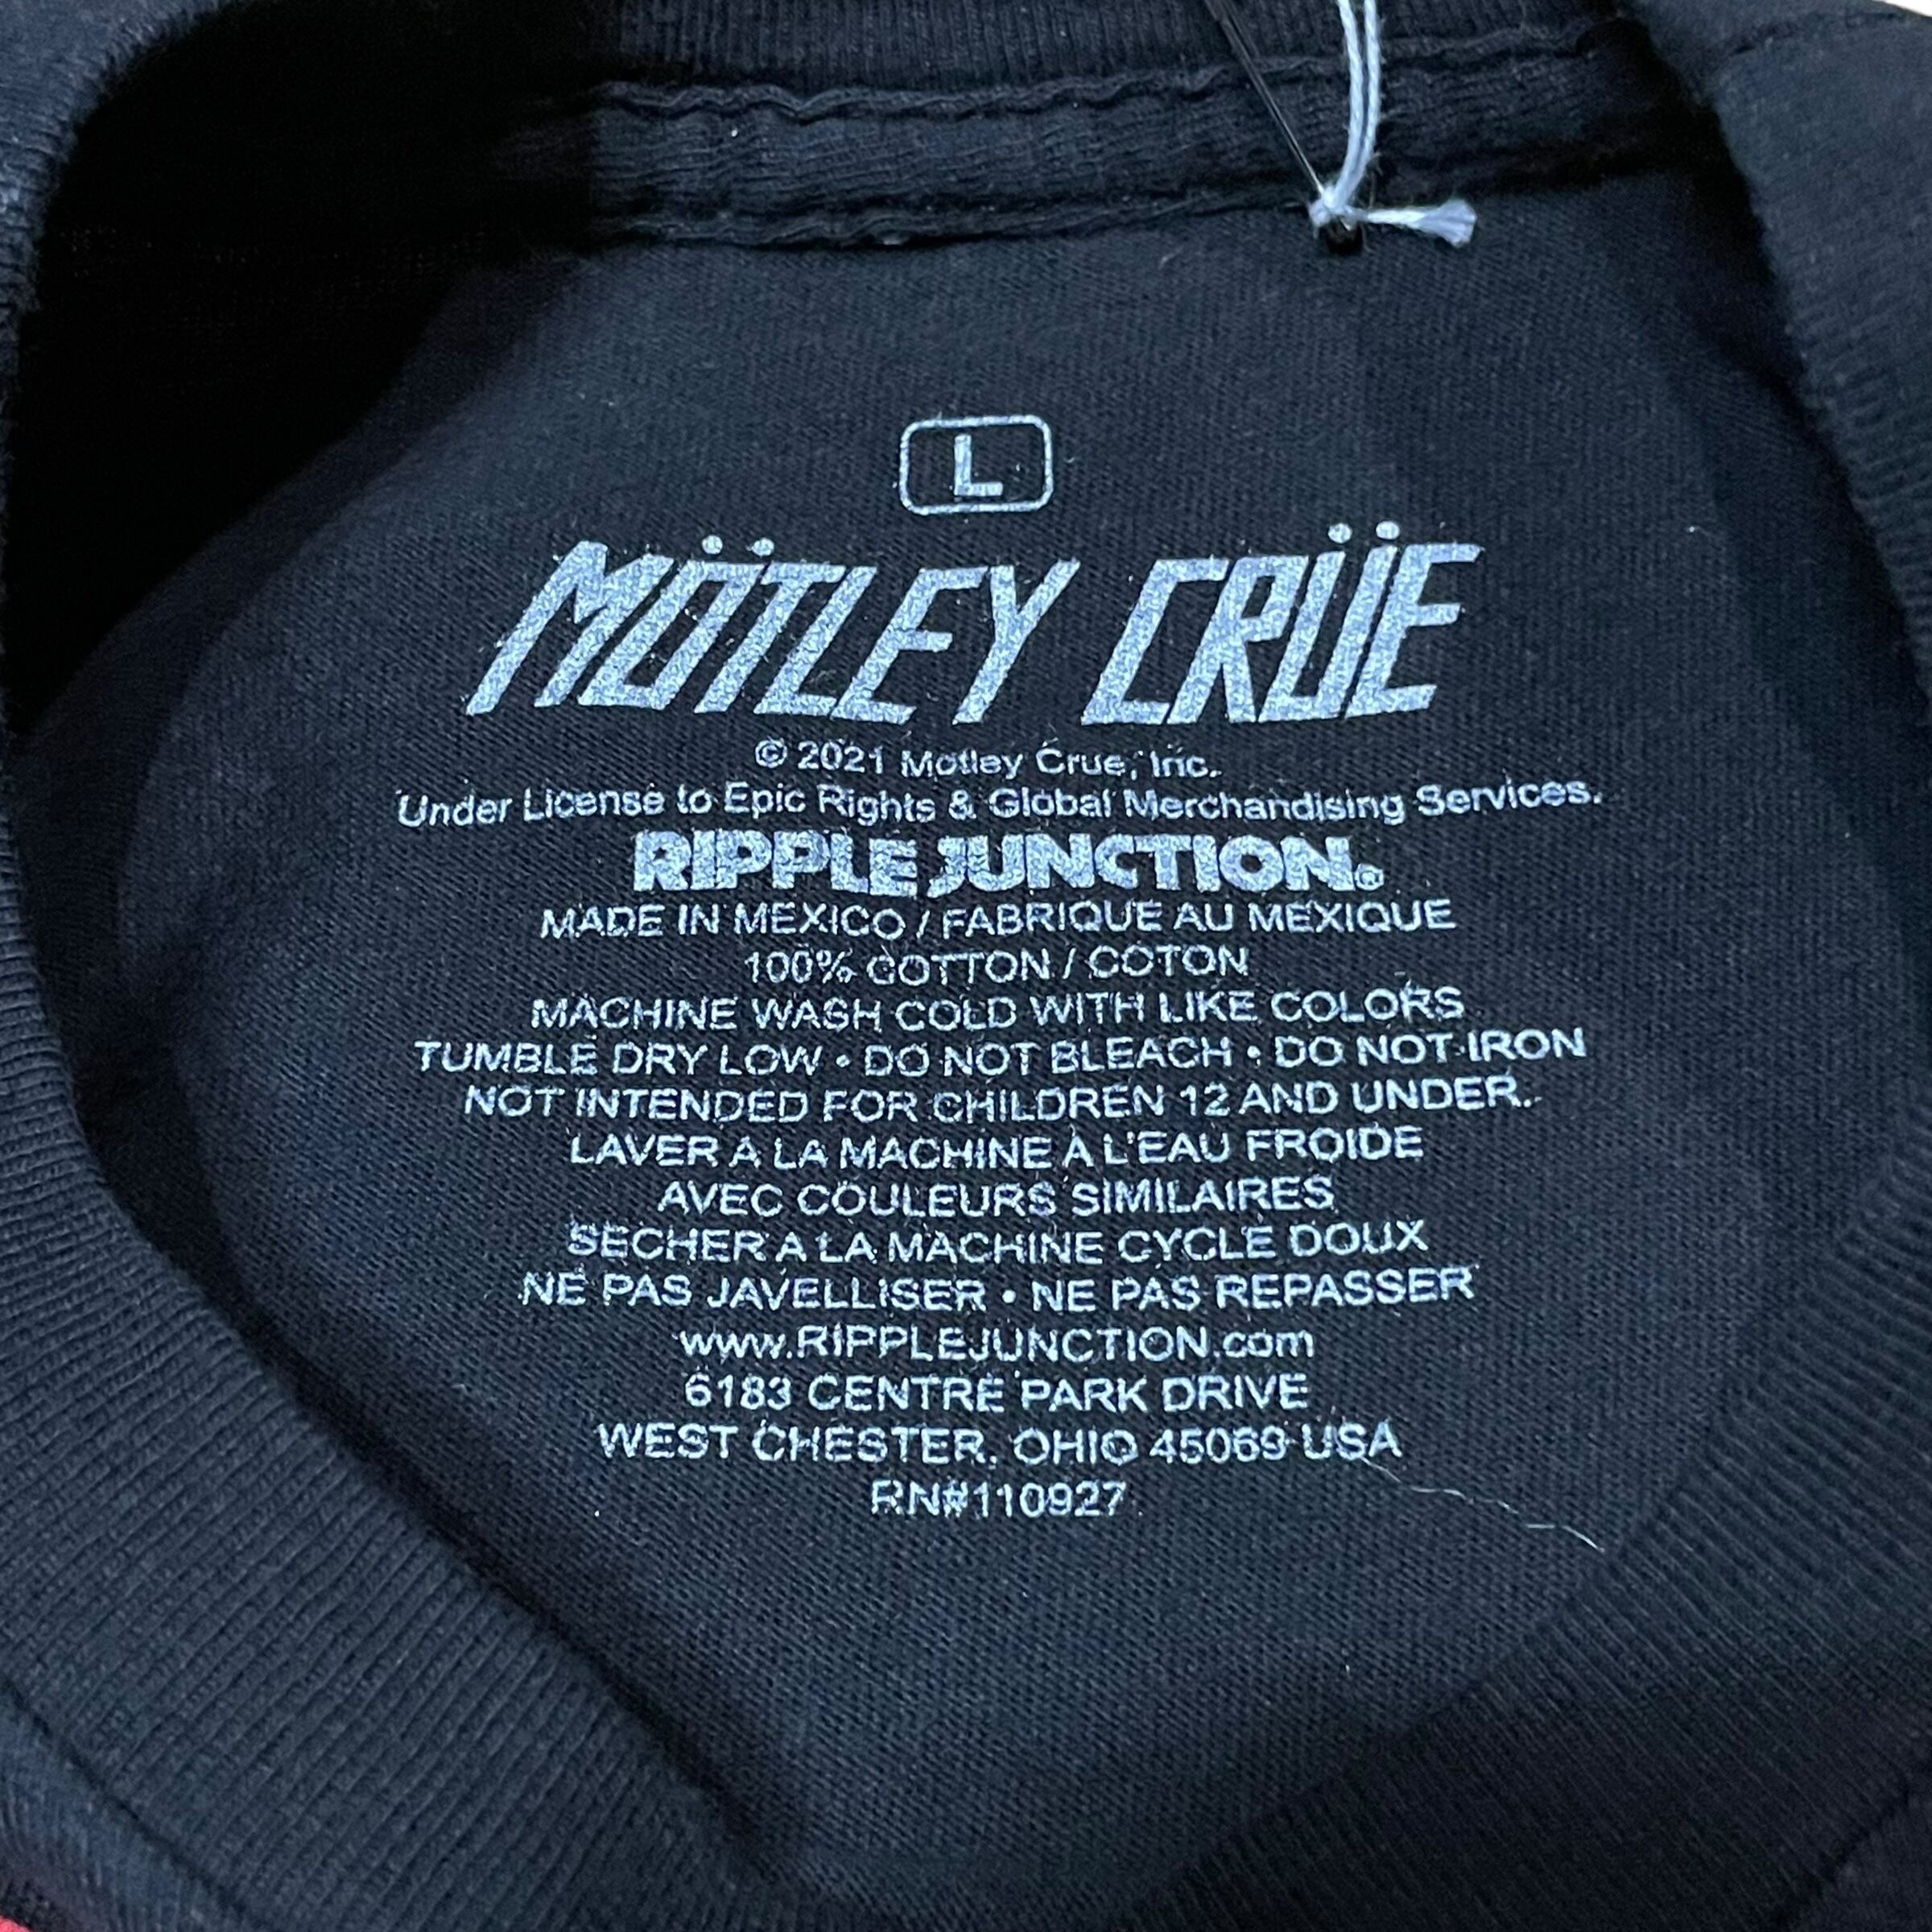 L
MÖTLEY CRÜE
© 2021 Motley Crue, Inc.
Under License to Epic Rights & Global Merchandising Services.
RIPPLE JUNCTION®
MADE IN MEXICO / FABRIQUE AU MEXIQUE
100% COTTON / COTON
MACHINE WASH COLD WITH LIKE COLORS
TUMBLE DRY LOW • DO NOT BLEACH • DO NOT IRON
NOT INTENDED FOR CHILDREN 12 AND UNDER.
LAVER A LA MACHINE À L'EAU FROIDE
AVEC COULEURS SIMILAIRES
SECHER A LA MACHINE CYCLE DOUX
NE PAS JAVELLISER • NE PAS REPASSER
www.RIPPLEJUNCTION.com
6183 CENTRE PARK DRIVE
WEST CHESTER, OHIO 45069 USA
RN#110927